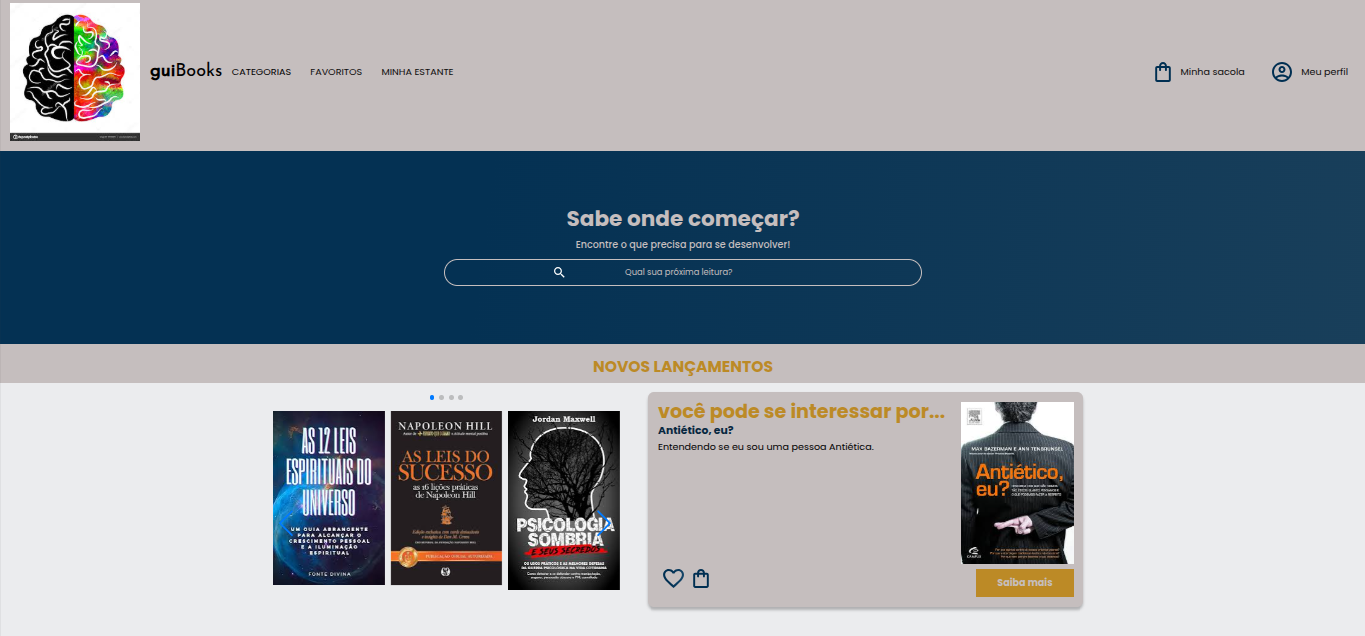 guiBooks
CATEGORIAS
FAVORITOS
MINHA ESTANTE
Minha sacola
Meu perfil
Sabe onde começar?
Encontre o que precisa para se desenvolver!
Qual sua próxima leitura?
NOVOS LANÇAMENTOS
AS 12 LEIS
ESPIRITUAIS DO
UNIVERSO
UM GUIA ABRANGENTE
PARA ALCANÇAR O
CRESCIMENTO PESSOAL
E A ILUMINAÇÃO
ESPIRITUAL
FONTE DIVINA
NAPOLEON HILL
AS LEIS DO
SUCESSO
as 16 lições práticas
de Napoleon Hill
Jordan Maxwell
PSICOLOGIA
SOMBRIA
E SEUS SEGREDOS
você pode se interessar por...
Antiético, eu?
Entendendo se eu sou uma pessoa Antiética.
MAX BAZERMAN E ANN TENBRUNSEL
Antiético,
eu?
Saiba mais